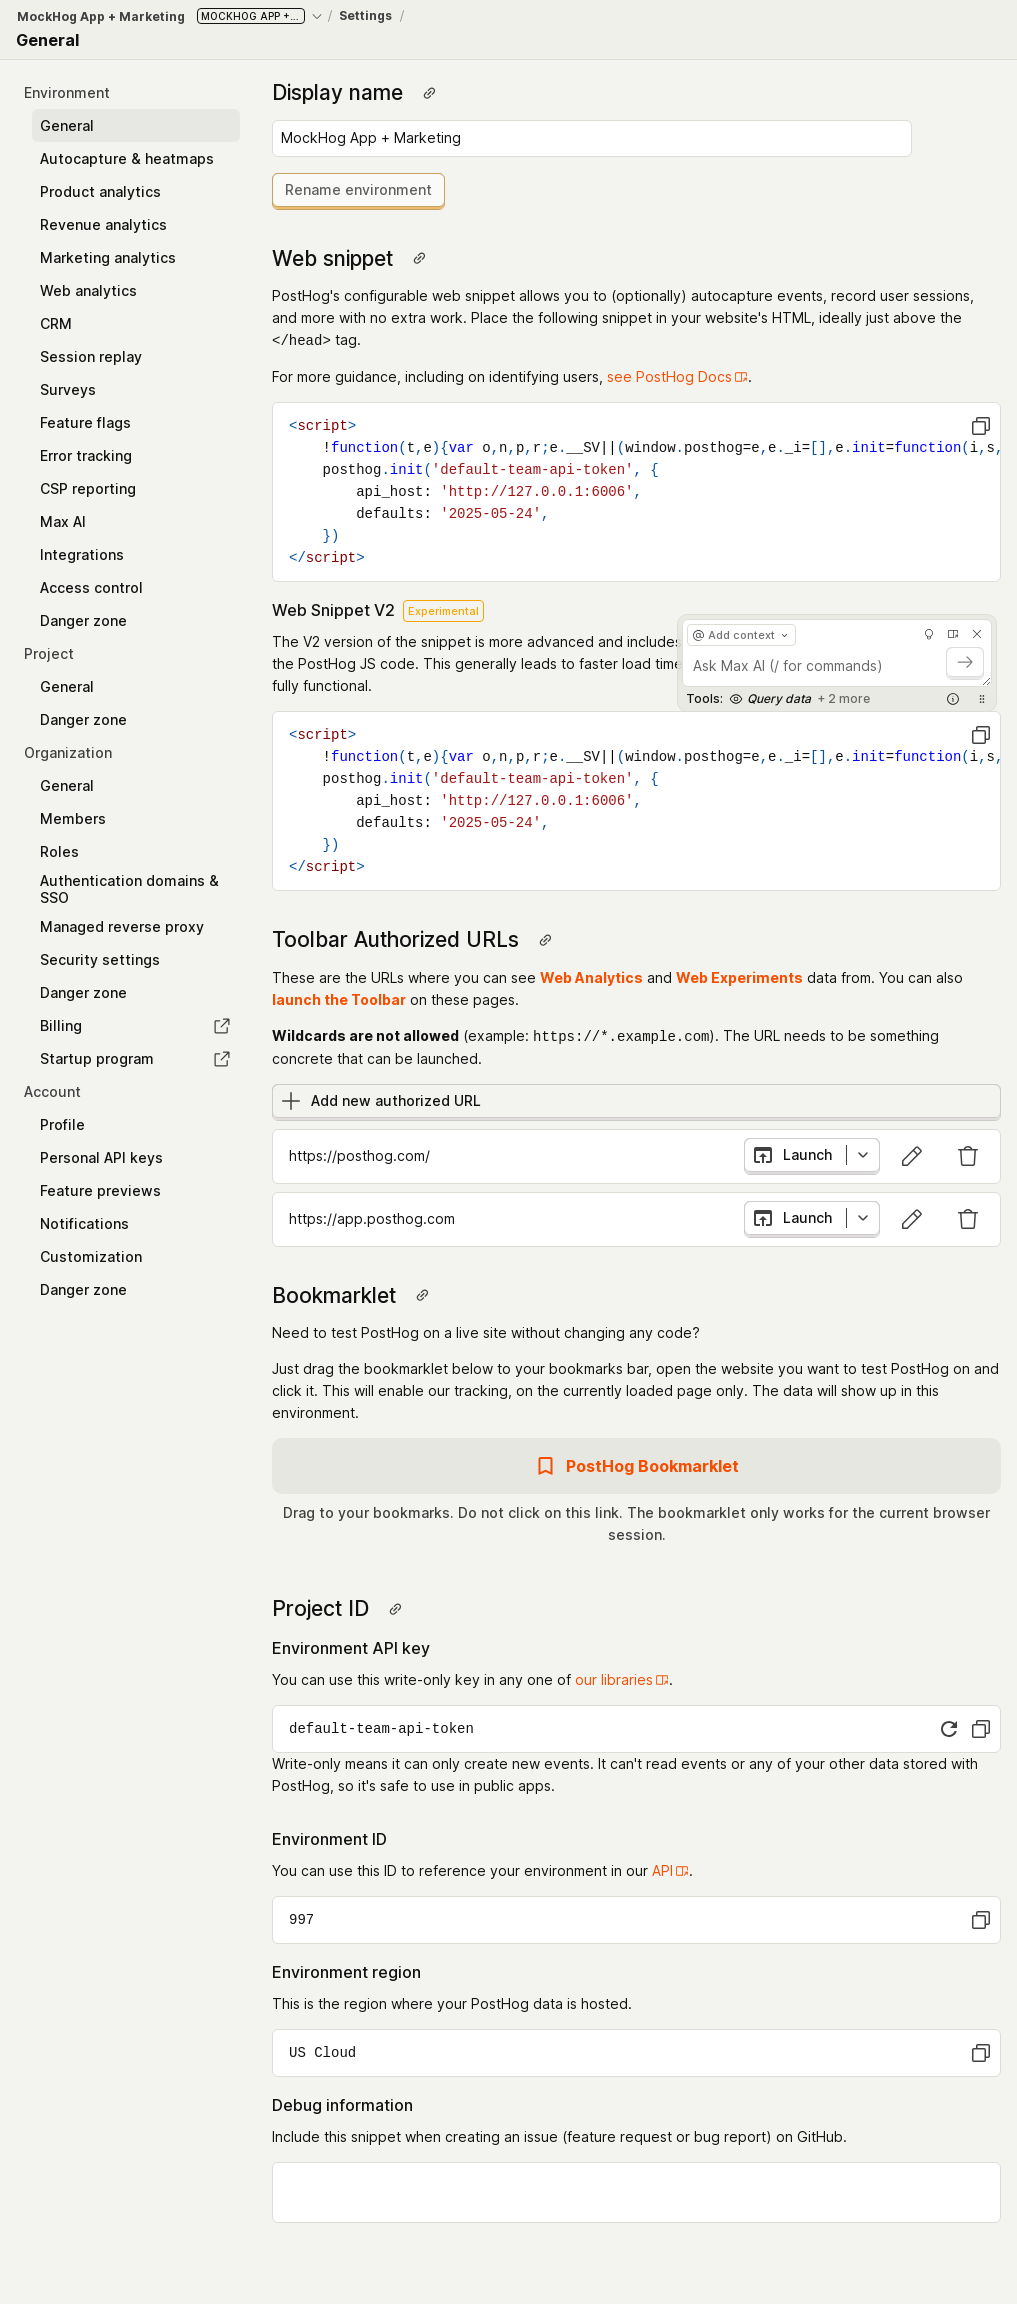 MockHog App + Marketing MOCKHOG APP +... / Settings /
General
Environment
General
Autocapture & heatmaps
Product analytics
Revenue analytics
Marketing analytics
Web analytics
CRM
Session replay
Surveys
Feature flags
Error tracking
CSP reporting
Max AI
Integrations
Access control
Danger zone
Project
General
Danger zone
Organization
General
Members
Roles
Authentication domains &
SSO
Managed reverse proxy
Security settings
Danger zone
Billing
Startup program
Account
Profile
Personal API keys
Feature previews
Notifications
Customization
Danger zone
Display name
MockHog App + Marketing
Rename environment
Web snippet
PostHog's configurable web snippet allows you to (optionally) autocapture events, record user sessions,
and more with no extra work. Place the following snippet in your website's HTML, ideally just above the
</head> tag.
For more guidance, including on identifying users, see PostHog Docs.
<script>
!function(t,e){var o,n,p,r;e.__SV||(window.posthog=e,e._i=[],e.init=function(i,s,
posthog.init('default-team-api-token', {
api_host: 'http://127.0.0.1:6006',
defaults: '2025-05-24',
})
</script>
Web Snippet V2 Experimental
The V2 version of the snippet is more advanced and includes
the PostHog JS code. This generally leads to faster load time
fully functional.
@ Add context
Ask Max AI (/ for commands)
Tools: Query data + 2 more
<script>
!function(t,e){var o,n,p,r;e.__SV||(window.posthog=e,e._i=[],e.init=function(i,s,
posthog.init('default-team-api-token', {
api_host: 'http://127.0.0.1:6006',
defaults: '2025-05-24',
})
</script>
Toolbar Authorized URLs
These are the URLs where you can see Web Analytics and Web Experiments data from. You can also
launch the Toolbar on these pages.
Wildcards are not allowed (example: https://*.example.com). The URL needs to be something
concrete that can be launched.
Add new authorized URL
https://posthog.com/ Launch
https://app.posthog.com Launch
Bookmarklet
Need to test PostHog on a live site without changing any code?
Just drag the bookmarklet below to your bookmarks bar, open the website you want to test PostHog on and
click it. This will enable our tracking, on the currently loaded page only. The data will show up in this
environment.
PostHog Bookmarklet
Drag to your bookmarks. Do not click on this link. The bookmarklet only works for the current browser
session.
Project ID
Environment API key
You can use this write-only key in any one of our libraries.
default-team-api-token
Write-only means it can only create new events. It can't read events or any of your other data stored with
PostHog, so it's safe to use in public apps.
Environment ID
You can use this ID to reference your environment in our API.
997
Environment region
This is the region where your PostHog data is hosted.
US Cloud
Debug information
Include this snippet when creating an issue (feature request or bug report) on GitHub.